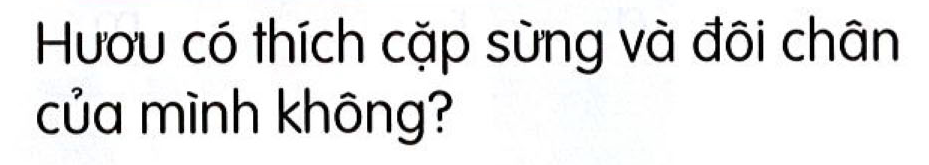 Hươu có thích cặp sừng và đôi chân
của mình không?